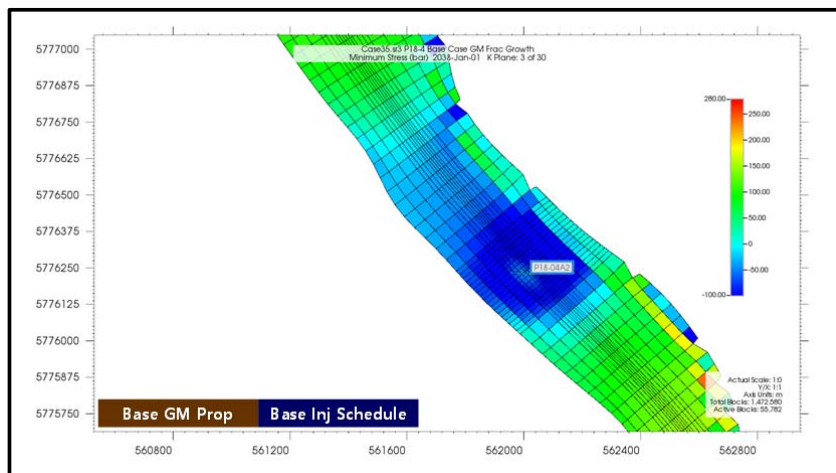 Case35.sr3 P18-4 Base Case GM Frac Growth
Minimum Stress (bar) 2038-Jan-01 K Plane: 3 of 30
5777000
5776875
5776750
5776625
5776500
5776375
5776250
5776125
5776000
5775875
5775750
280.00
250.00
200.00
150.00
100.00
50.00
0
-50.00
-100.00
P18-04A2
Actual Scale: 1:0
Y/X: 1:1
Axis Units: m
Total Blocks: 1,472,580
Active Blocks: 55,782
Base GM Prop
Base Inj Schedule
560800
561200
561600
562000
562400
562800